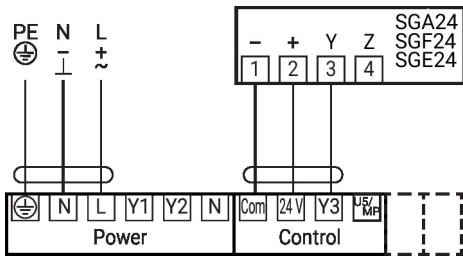 PE N L
− − +
⊥ ~
SGA24
SGF24
SGE24
− + Y Z
1 2 3 4
N L Y1 Y2 N Com 24 V Y3 U5/MP
Power Control